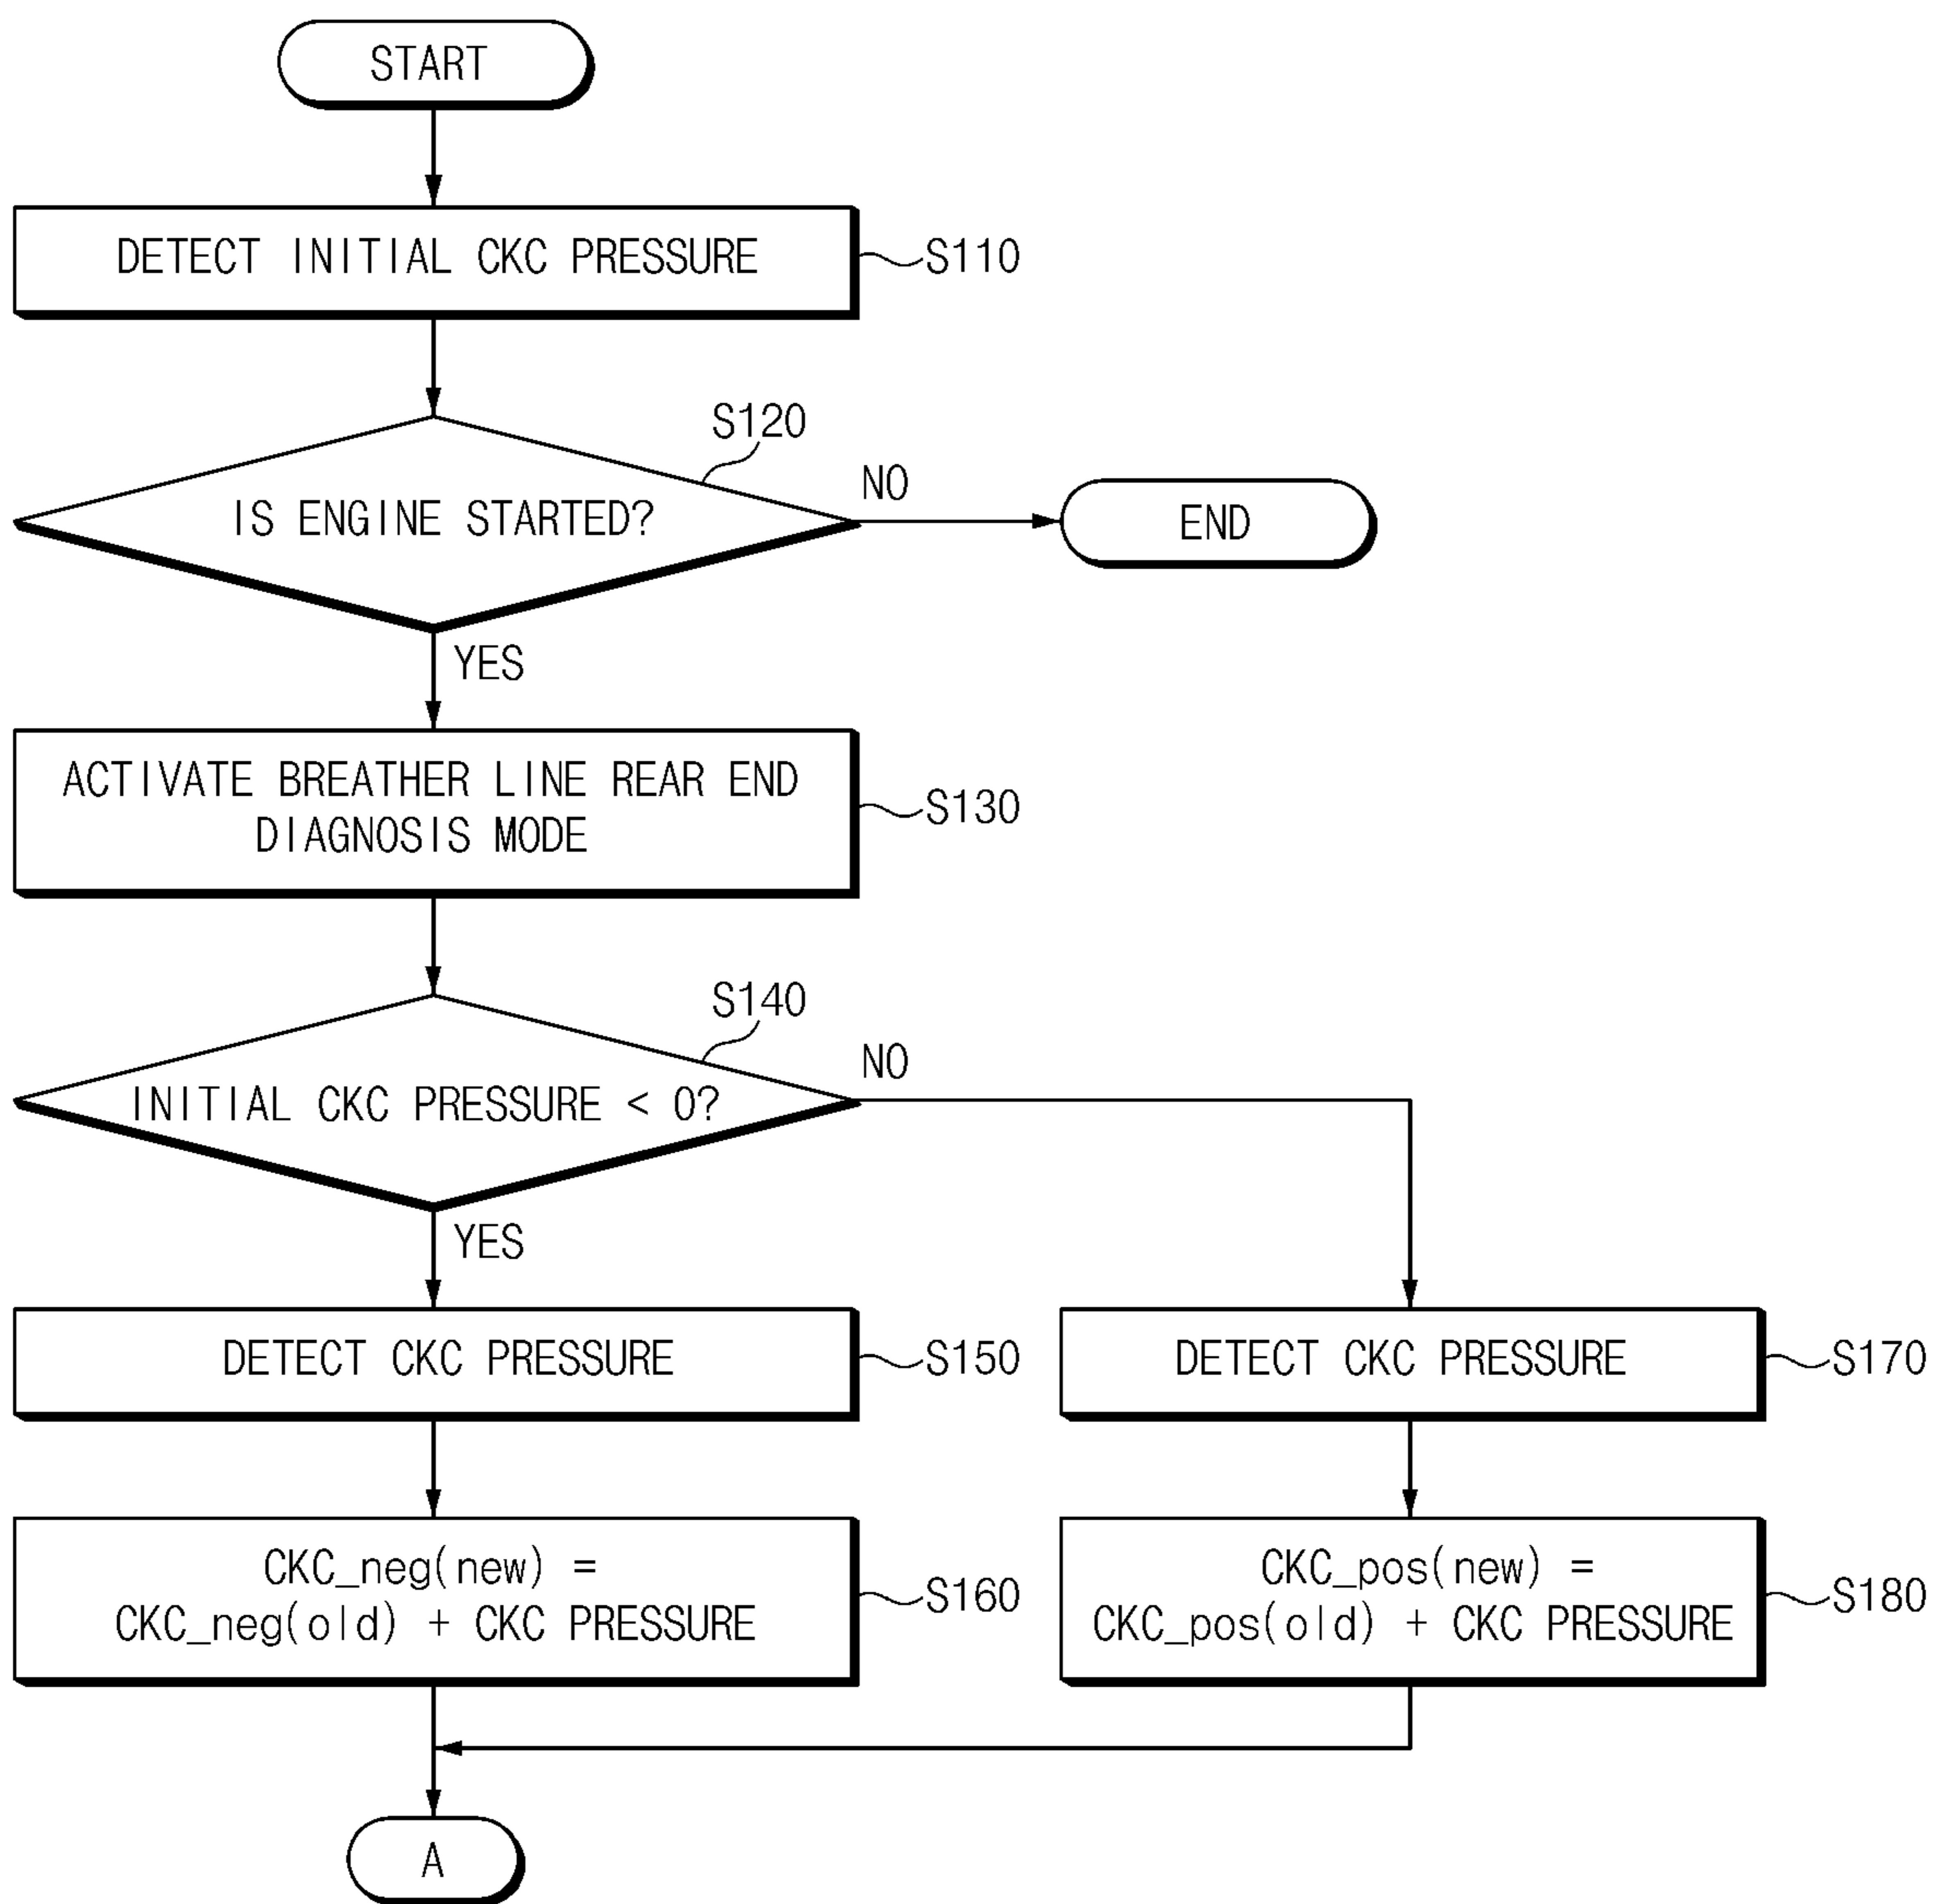 START
DETECT INITIAL CKC PRESSURE
S110
S120
IS ENGINE STARTED?
NO
END
YES
ACTIVATE BREATHER LINE REAR END
DIAGNOSIS MODE
S130
S140
INITIAL CKC PRESSURE < 0?
NO
YES
DETECT CKC PRESSURE
S150
DETECT CKC PRESSURE
S170
CKC_neg(new) =
CKC_neg(old) + CKC PRESSURE
S160
CKC_pos(new) =
CKC_pos(old) + CKC PRESSURE
S180
A